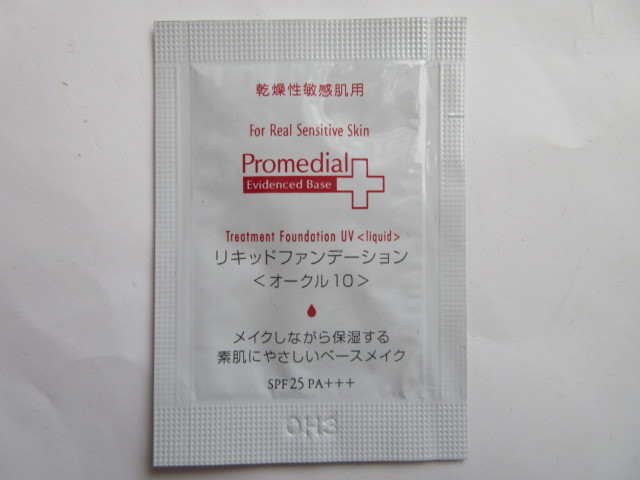 乾燥性敏感肌用
For Real Sensitive Skin
Promedial
Evidenced Base
Treatment Foundation UV <liquid>
リキッドファンデーション
＜オークル10＞
メイクしながら保湿する
素肌にやさしいベースメイク
SPF25 PA+++
OH3